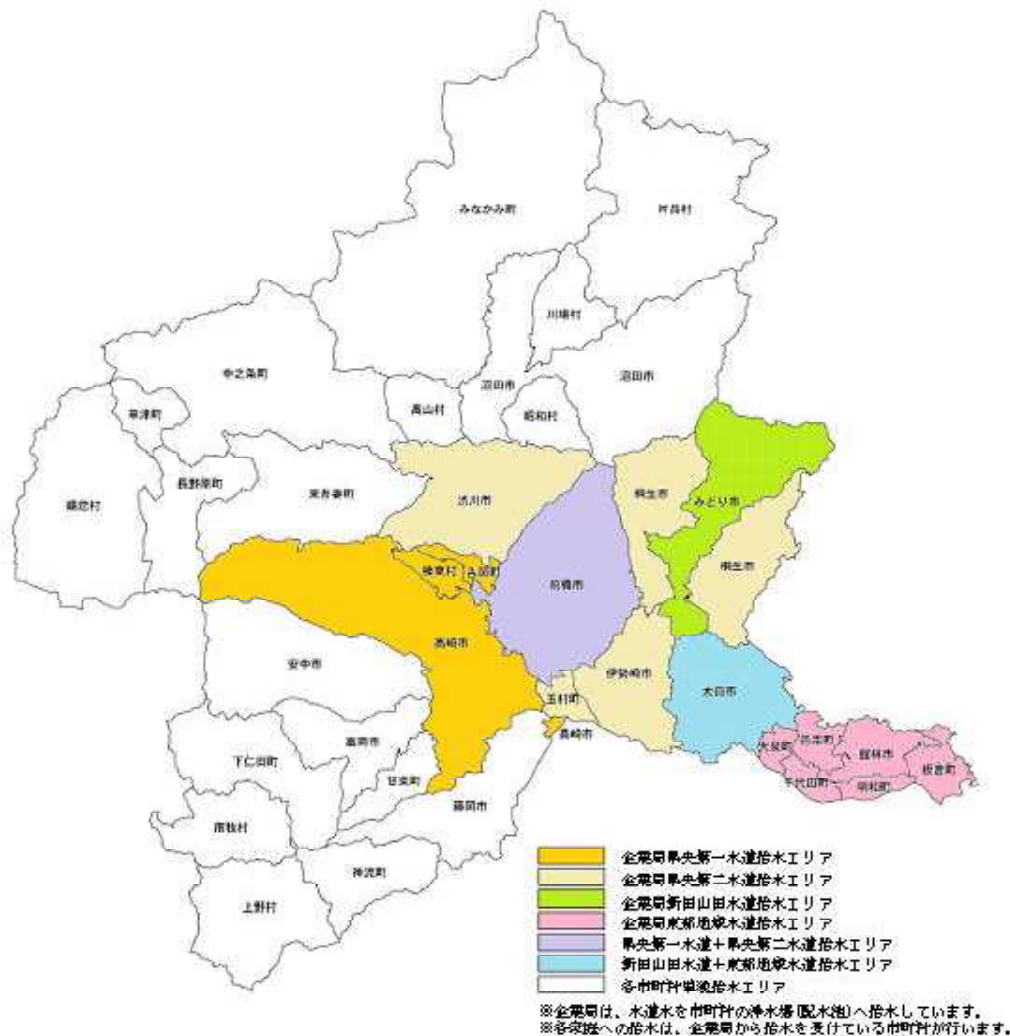 みなかみ町
片品村
川場村
中之条町
沼田市
沼田市
草津町
高山村
昭和村
嬬恋村
長野原町
東吾妻町
渋川市
桐生市
みどり市
桐生市
榛東村
吉岡町
前橋市
高崎市
安中市
伊勢崎市
玉村町
太田市
高崎市
富岡市
下仁田町
甘楽町
藤岡市
大泉町
邑楽町
館林市
板倉町
千代田町
明和町
南牧村
神流町
上野村
企業局県央第一水道給水エリア
企業局県央第二水道給水エリア
企業局新田山田水道給水エリア
企業局東部地域水道給水エリア
県央第一水道＋県央第二水道給水エリア
新田山田水道＋東部地域水道給水エリア
各市町村単独給水エリア
※企業局は、水道水を市町村の浄水場(配水池)へ給水しています。
※各家庭への給水は、企業局から給水を受けている市町村が行います。